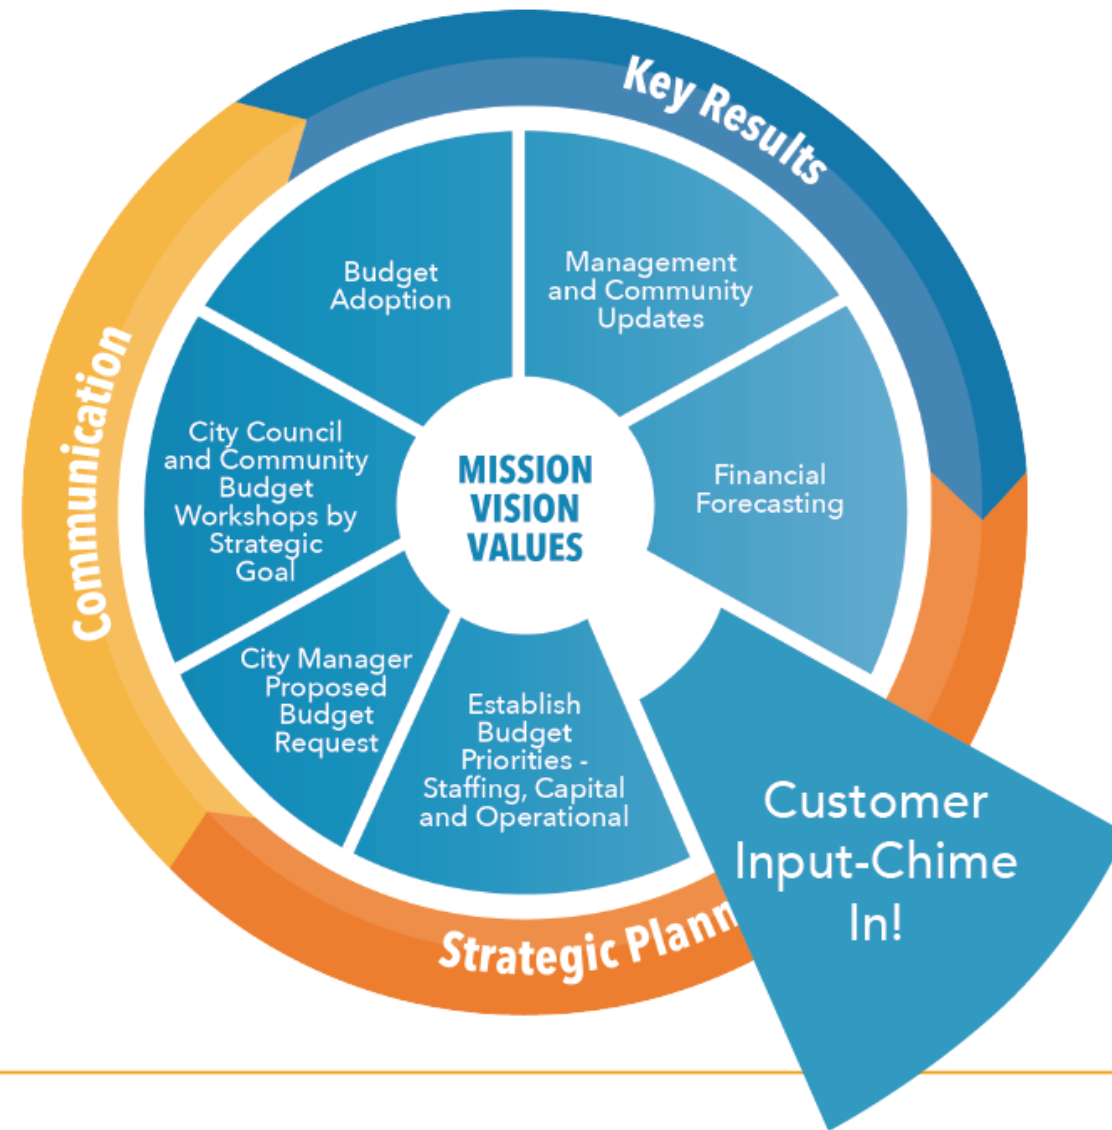 Key Results
Management
and Community
Updates
Financial
Forecasting
Customer
Input-Chime
In!
Establish
Budget
Priorities -
Staffing, Capital
and Operational
City Manager
Proposed
Budget
Request
City Council
and Community
Budget
Workshops by
Strategic
Goal
Budget
Adoption
MISSION
VISION
VALUES
Communication
Strategic Plann